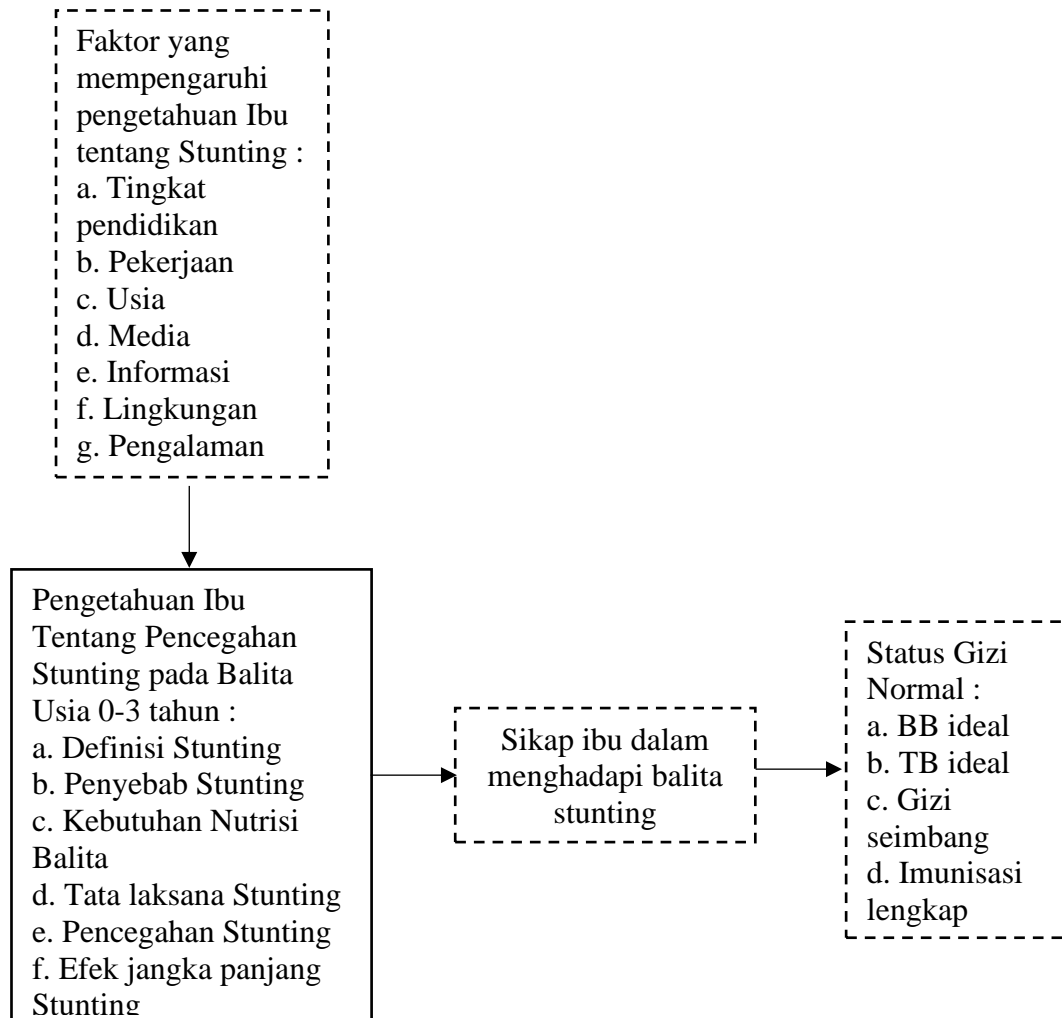 Faktor yang
mempengaruhi
pengetahuan Ibu
tentang Stunting :
a. Tingkat
pendidikan
b. Pekerjaan
c. Usia
d. Media
e. Informasi
f. Lingkungan
g. Pengalaman
Pengetahuan Ibu
Tentang Pencegahan
Stunting pada Balita
Usia 0-3 tahun :
a. Definisi Stunting
b. Penyebab Stunting
c. Kebutuhan Nutrisi
Balita
d. Tata laksana Stunting
e. Pencegahan Stunting
f. Efek jangka panjang
Stunting
Sikap ibu dalam
menghadapi balita
stunting
Status Gizi
Normal :
a. BB ideal
b. TB ideal
c. Gizi
seimbang
d. Imunisasi
lengkap